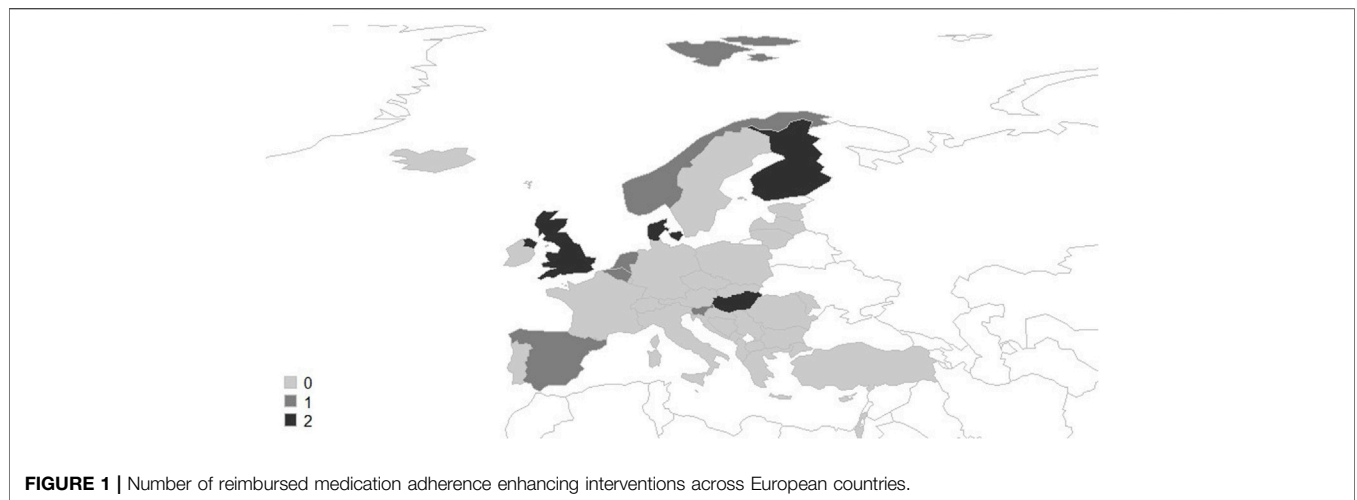 0
1
2
FIGURE 1 | Number of reimbursed medication adherence enhancing interventions across European countries.